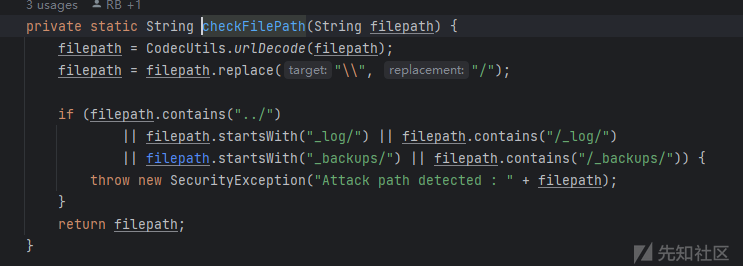 3 usages RB +1
private static String checkFilePath(String filepath) {
filepath = CodecUtils.urlDecode(filepath);
filepath = filepath.replace( target: "\\", replacement: "/");
if (filepath.contains("../")
|| filepath.startsWith("_log/") || filepath.contains("/_log/")
|| filepath.startsWith("_backups/") || filepath.contains("/_backups/")) {
throw new SecurityException("Attack path detected : " + filepath);
}
return filepath;
}
先知社区